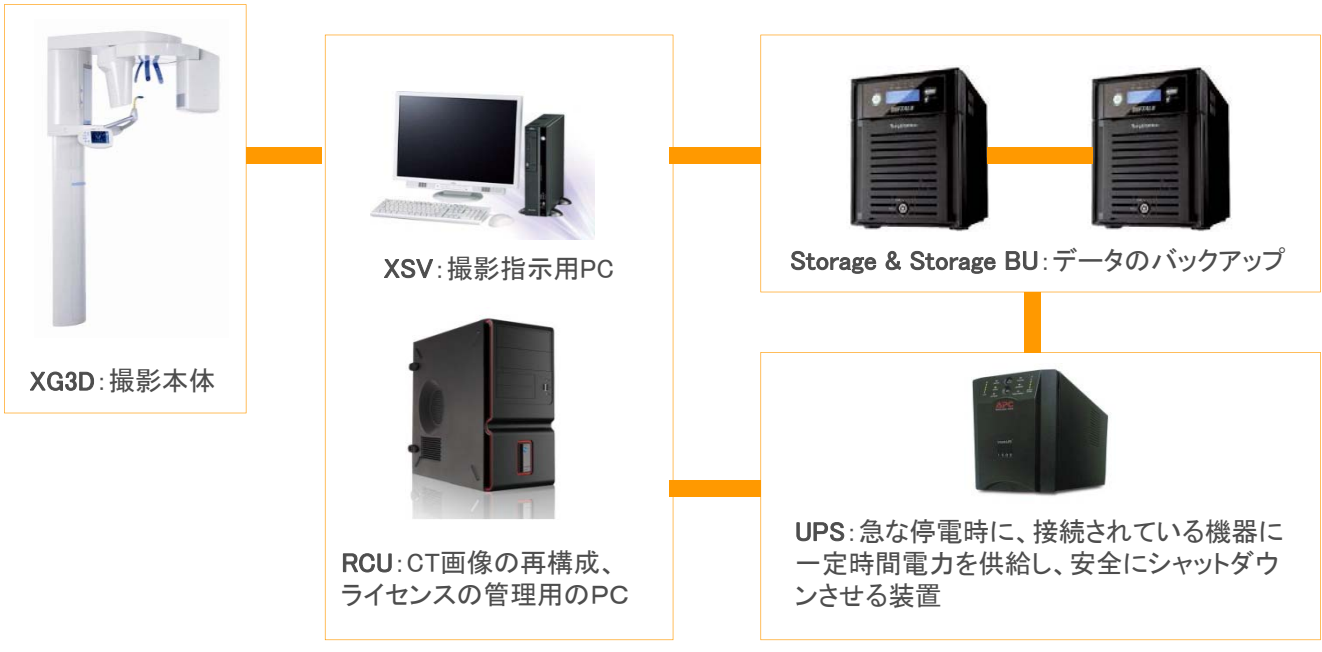 XG3D:撮影本体
XSV:撮影指示用PC
RCU:CT画像の再構成、
ライセンスの管理用のPC
BUFFALO
Storage & Storage BU:データのバックアップ
APC
UPS:急な停電時に、接続されている機器に
一定時間電力を供給し、安全にシャットダウ
ンさせる装置